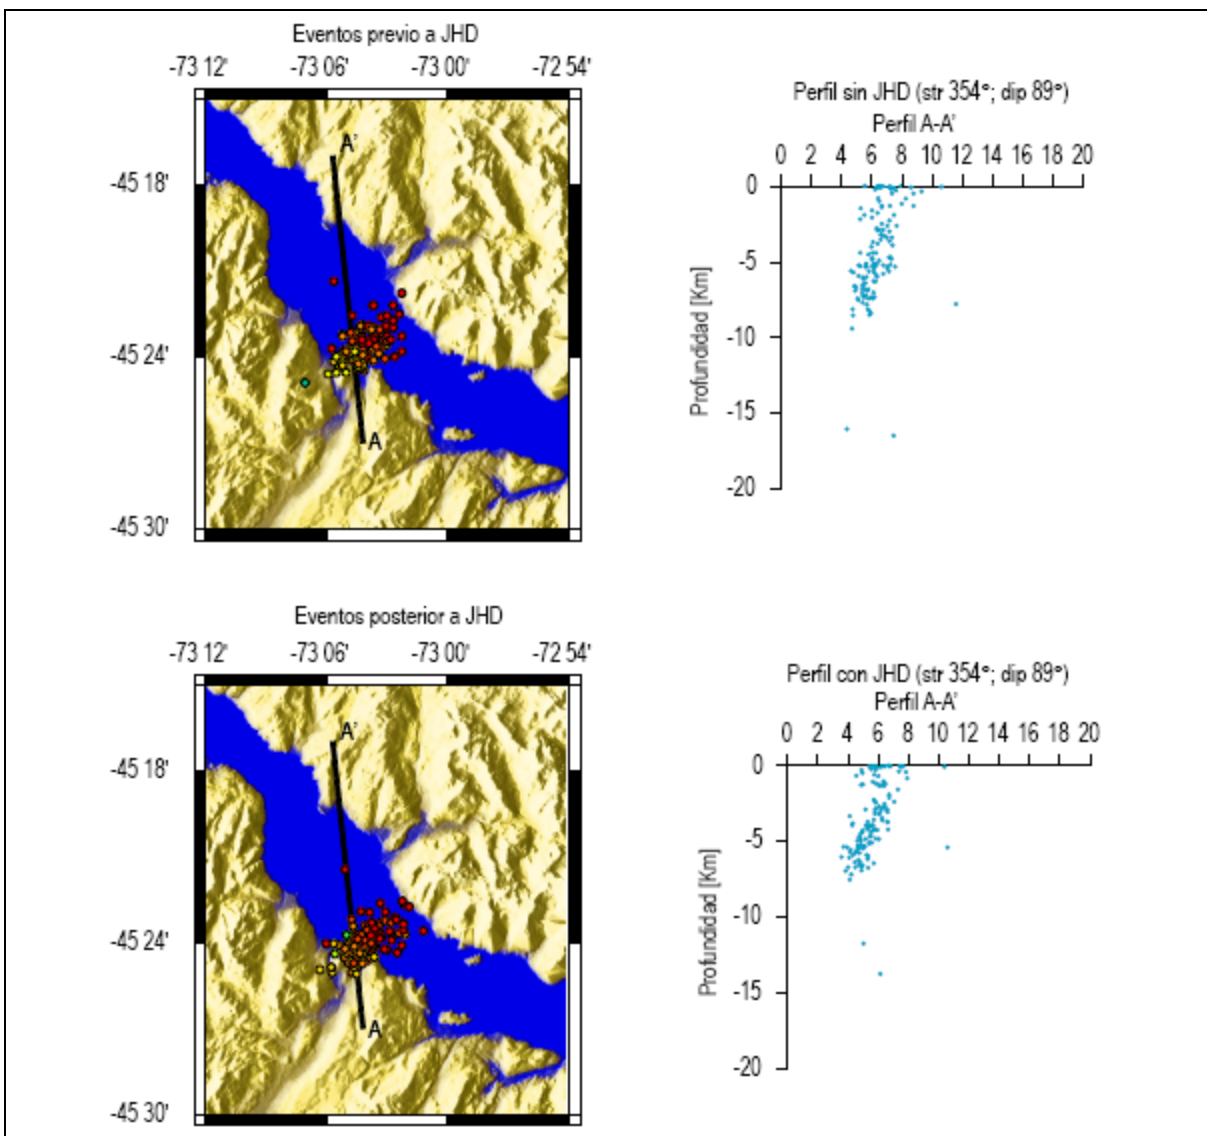 Eventos previo a JHD
-73 12' -73 06' -73 00' -72 54'
-45 18'
-45 24'
-45 30'
A'
A
Perfil sin JHD (str 354°; dip 89°)
Perfil A-A'
0 2 4 6 8 10 12 14 16 18 20
0
-5
-10
-15
-20
Profundidad [Km]
Eventos posterior a JHD
-73 12' -73 06' -73 00' -72 54'
-45 18'
-45 24'
-45 30'
A'
A
Perfil con JHD (str 354°; dip 89°)
Perfil A-A'
0 2 4 6 8 10 12 14 16 18 20
0
-5
-10
-15
-20
Profundidad [Km]